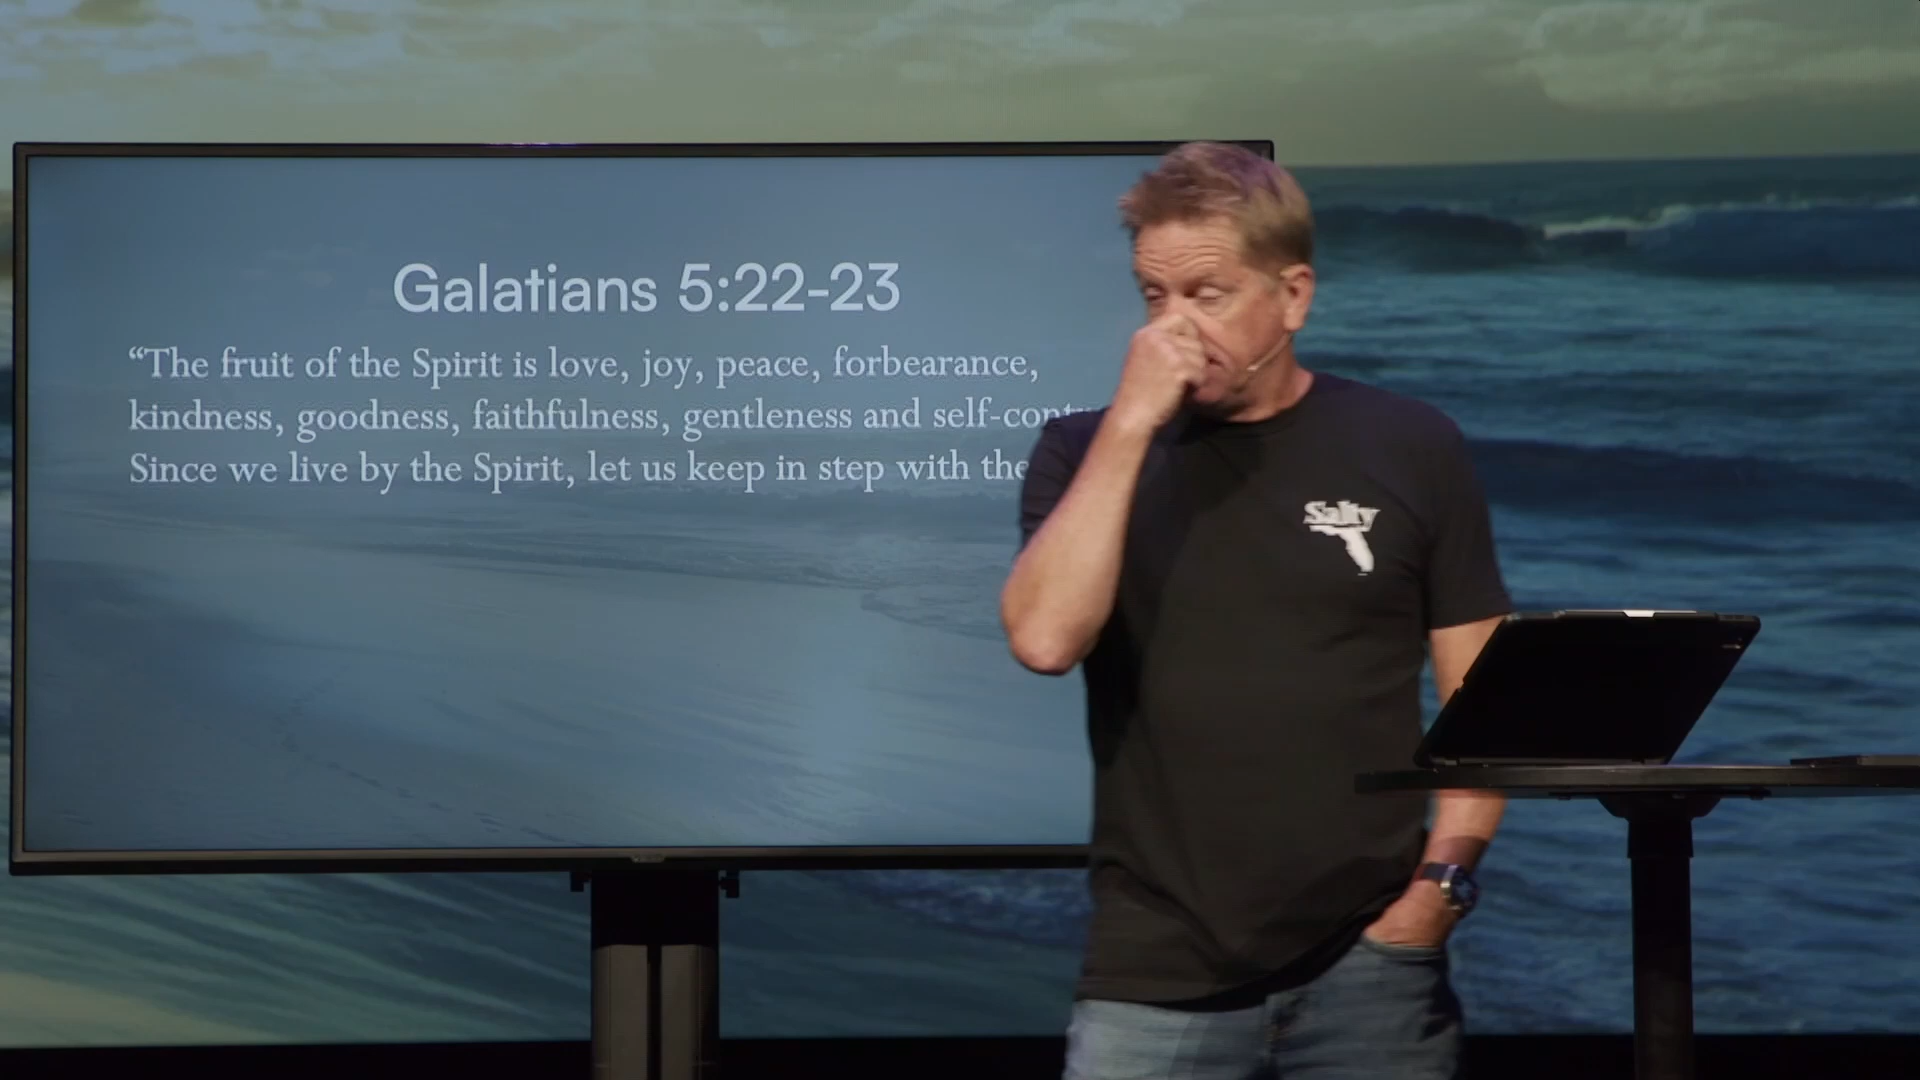 Galatians 5:22-23
“The fruit of the Spirit is love, joy, peace, forbearance,
kindness, goodness, faithfulness, gentleness and
Since we live by the Spirit, let us keep in step with the
Salty